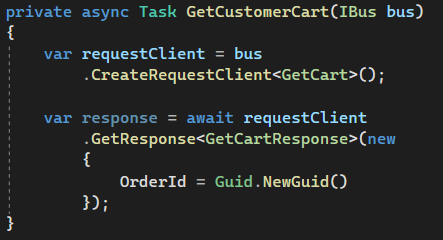 private async Task GetCustomerCart(IBus bus)
{
    var requestClient = bus
        .CreateRequestClient<GetCart>();

    var response = await requestClient
        .GetResponse<GetCartResponse>(new
        {
            OrderId = Guid.NewGuid()
        });
}